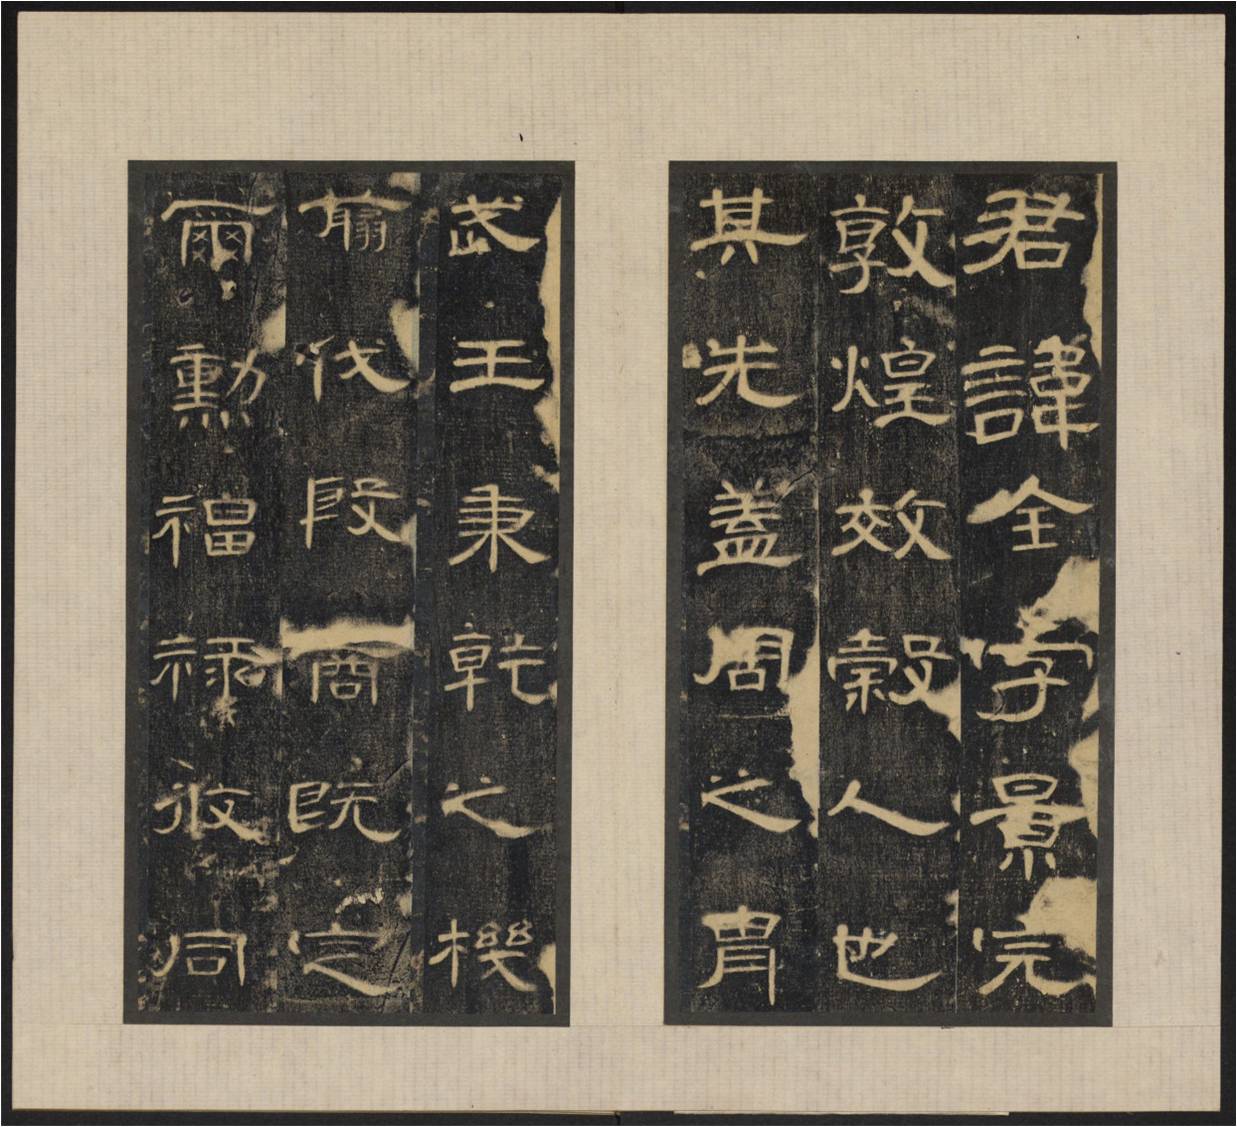 君諱全字景完
敦煌效穀人也
其先蓋周之胄
武王秉乾之機
翦伐殷商既定
爾勳福祿攸同